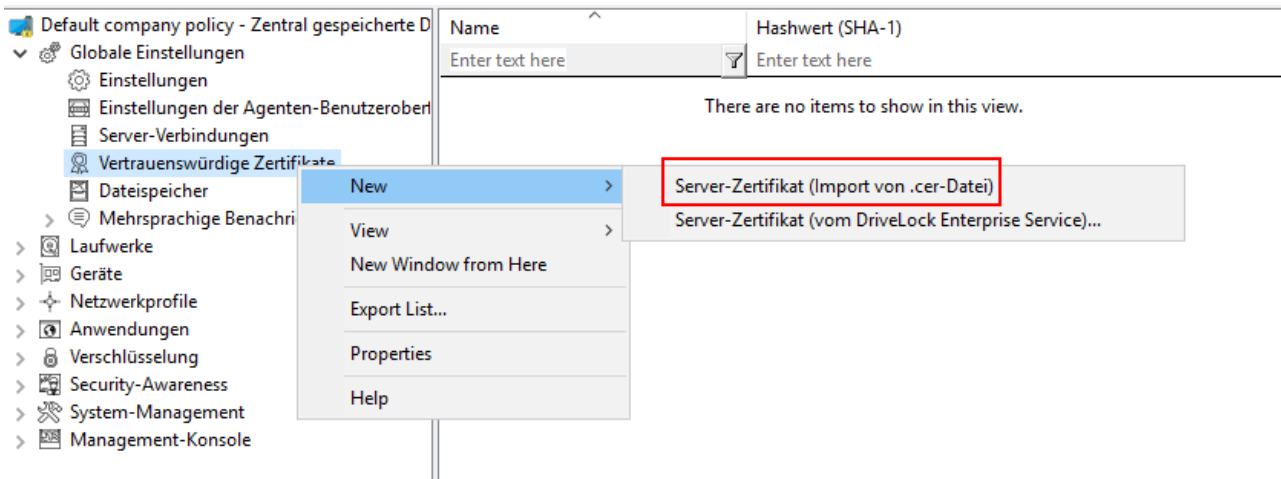 Default company policy - Zentral gespeicherte D
Globale Einstellungen
Einstellungen
Einstellungen der Agenten-Benutzerober
Server-Verbindungen
Vertrauenswürdige Zertifikate
Dateispeicher
Mehrsprachige Benachri
Laufwerke
Geräte
Netzwerkprofile
Anwendungen
Verschlüsselung
Security-Awareness
System-Management
Management-Konsole
Name
Hashwert (SHA-1)
Enter text here
Enter text here
There are no items to show in this view.
New
View
New Window from Here
Export List...
Properties
Help
Server-Zertifikat (Import von .cer-Datei)
Server-Zertifikat (vom DriveLock Enterprise Service)...